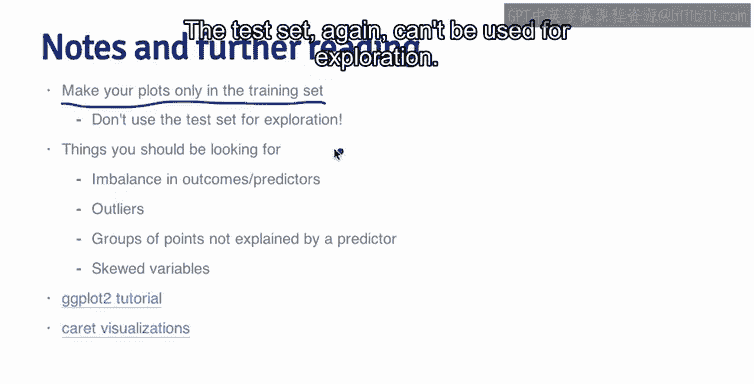 The test set, again, can't be used for
exploration.
Notes and further reading
· Make your plots only in the training set
- Don't use the test set for exploration!
· Things you should be looking for
- Imbalance in outcomes/predictors
- Outliers
- Groups of points not explained by a predictor
- Skewed variables
· ggplot2 tutorial
· caret visualizations